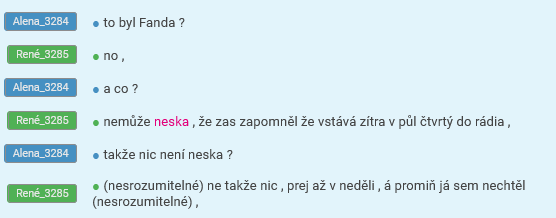 Alena_3284 ● to byl Fanda ?
René_3285 ● no ,
Alena_3284 ● a co ?
René_3285 ● nemůže neska , že zas zapomněl že vstává zítra v půl čtvrtý do rádia ,
Alena_3284 ● takže nic není neska ?
René_3285 ● (nesrozumitelné) ne takže nic , prej až v neděli , á promiň já sem nechtěl
(nesrozumitelné) ,